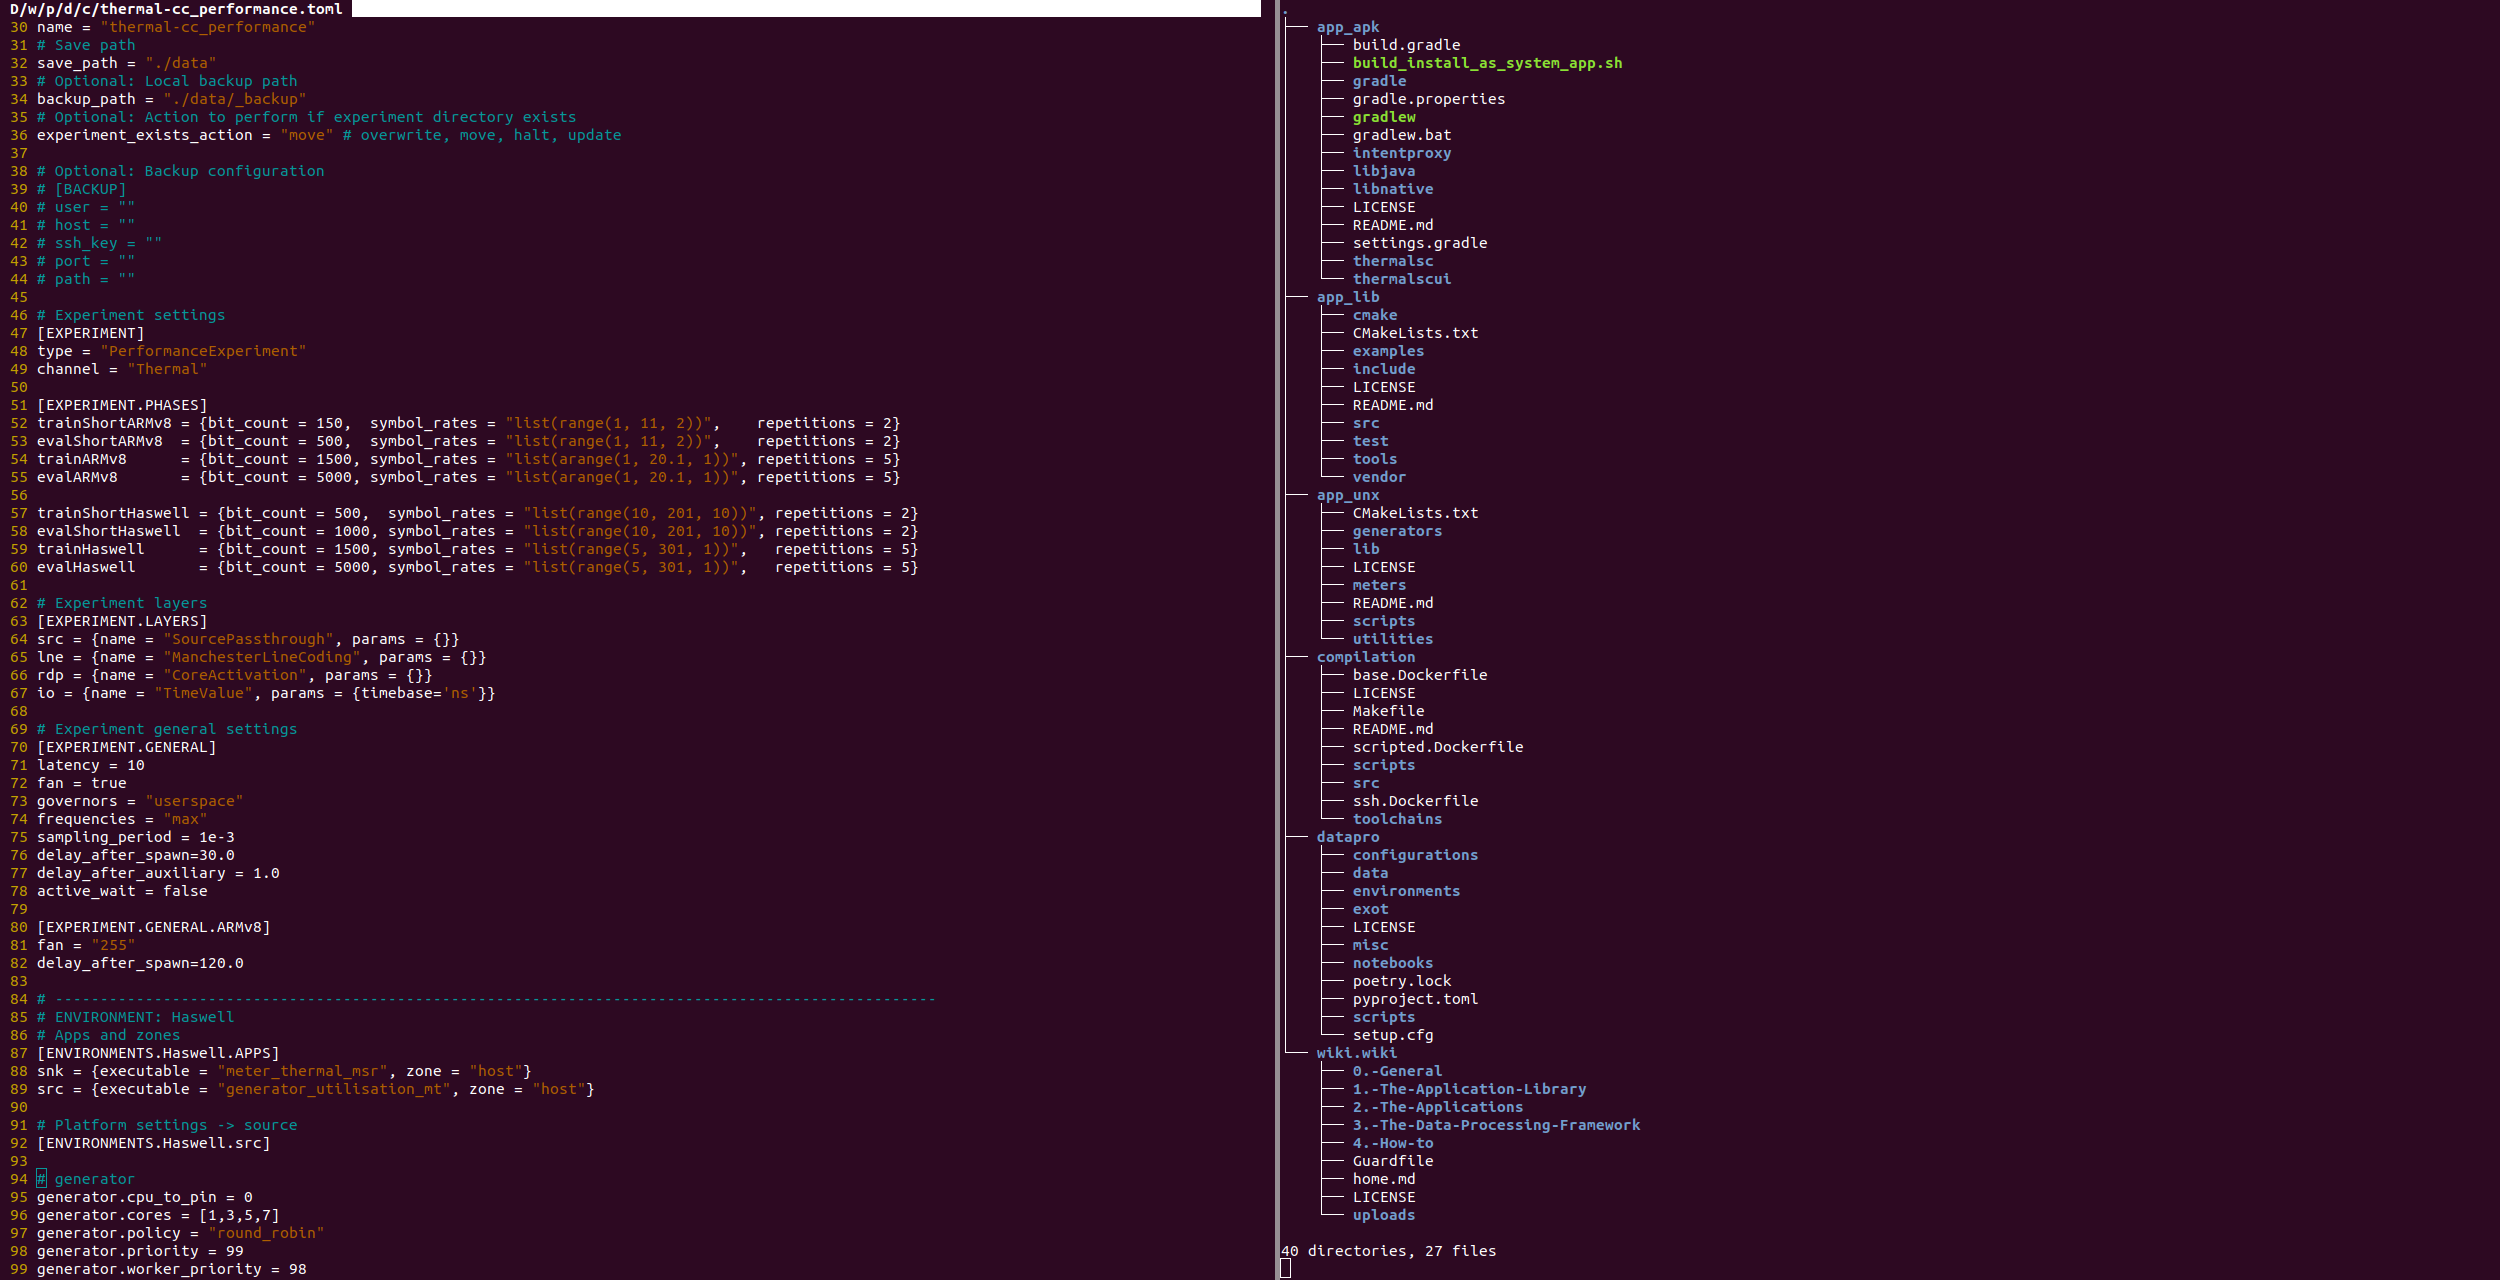 D/w/p/d/c/thermal-cc_performance.toml
30 name = "thermal-cc_performance"
31 # Save path
32 save_path = "./data"
33 # Optional: Local backup path
34 backup_path = "./data/_backup"
35 # Optional: Action to perform if experiment directory exists
36 experiment_exists_action = "move" # overwrite, move, halt, update
37
38 # Optional: Backup configuration
39 # [BACKUP]
40 # user = ""
41 # host = ""
42 # ssh_key = ""
43 # port = ""
44 # path = ""
45
46 # Experiment settings
47 [EXPERIMENT]
48 type = "PerformanceExperiment"
49 channel = "Thermal"
50
51 [EXPERIMENT.PHASES]
52 trainShortARMv8 = {bit_count = 150,  symbol_rates = "list(range(1, 11, 2))",    repetitions = 2}
53 evalShortARMv8  = {bit_count = 500,  symbol_rates = "list(range(1, 11, 2))",    repetitions = 2}
54 trainARMv8      = {bit_count = 1500, symbol_rates = "list(arange(1, 20.1, 1))", repetitions = 5}
55 evalARMv8       = {bit_count = 5000, symbol_rates = "list(arange(1, 20.1, 1))", repetitions = 5}
56
57 trainShortHaswell = {bit_count = 500,  symbol_rates = "list(range(10, 201, 10))", repetitions = 2}
58 evalShortHaswell  = {bit_count = 1000, symbol_rates = "list(range(10, 201, 10))", repetitions = 2}
59 trainHaswell      = {bit_count = 1500, symbol_rates = "list(range(5, 301, 1))",   repetitions = 5}
60 evalHaswell       = {bit_count = 5000, symbol_rates = "list(range(5, 301, 1))",   repetitions = 5}
61
62 # Experiment layers
63 [EXPERIMENT.LAYERS]
64 src = {name = "SourcePassthrough", params = {}}
65 lne = {name = "ManchesterLineCoding", params = {}}
66 rdp = {name = "CoreActivation", params = {}}
67 io = {name = "TimeValue", params = {timebase='ns'}}
68
69 # Experiment general settings
70 [EXPERIMENT.GENERAL]
71 latency = 10
72 fan = true
73 governors = "userspace"
74 frequencies = "max"
75 sampling_period = 1e-3
76 delay_after_spawn=30.0
77 delay_after_auxiliary = 1.0
78 active_wait = false
79
80 [EXPERIMENT.GENERAL.ARMv8]
81 fan = "255"
82 delay_after_spawn=120.0
83
84 # --------------------------------------------------------------------------------------------------
85 # ENVIRONMENT: Haswell
86 # Apps and zones
87 [ENVIRONMENTS.Haswell.APPS]
88 snk = {executable = "meter_thermal_msr", zone = "host"}
89 src = {executable = "generator_utilisation_mt", zone = "host"}
90
91 # Platform settings -> source
92 [ENVIRONMENTS.Haswell.src]
93
94 # generator
95 generator.cpu_to_pin = 0
96 generator.cores = [1,3,5,7]
97 generator.policy = "round_robin"
98 generator.priority = 99
99 generator.worker_priority = 98
.
├── app_apk
│   ├── build.gradle
│   ├── build_install_as_system_app.sh
│   ├── gradle
│   ├── gradle.properties
│   ├── gradlew
│   ├── gradlew.bat
│   ├── intentproxy
│   ├── libjava
│   ├── libnative
│   ├── LICENSE
│   ├── README.md
│   ├── settings.gradle
│   ├── thermalsc
│   └── thermalscui
├── app_lib
│   ├── cmake
│   ├── CMakeLists.txt
│   ├── examples
│   ├── include
│   ├── LICENSE
│   ├── README.md
│   ├── src
│   ├── test
│   ├── tools
│   └── vendor
├── app_unx
│   ├── CMakeLists.txt
│   ├── generators
│   ├── lib
│   ├── LICENSE
│   ├── meters
│   ├── README.md
│   ├── scripts
│   └── utilities
├── compilation
│   ├── base.Dockerfile
│   ├── LICENSE
│   ├── Makefile
│   ├── README.md
│   ├── scripted.Dockerfile
│   ├── scripts
│   ├── src
│   ├── ssh.Dockerfile
│   └── toolchains
├── datapro
│   ├── configurations
│   ├── data
│   ├── environments
│   ├── exot
│   ├── LICENSE
│   ├── misc
│   ├── notebooks
│   ├── poetry.lock
│   ├── pyproject.toml
│   ├── scripts
│   └── setup.cfg
└── wiki.wiki
    ├── 0.-General
    ├── 1.-The-Application-Library
    ├── 2.-The-Applications
    ├── 3.-The-Data-Processing-Framework
    ├── 4.-How-to
    ├── Guardfile
    ├── home.md
    ├── LICENSE
    └── uploads
40 directories, 27 files